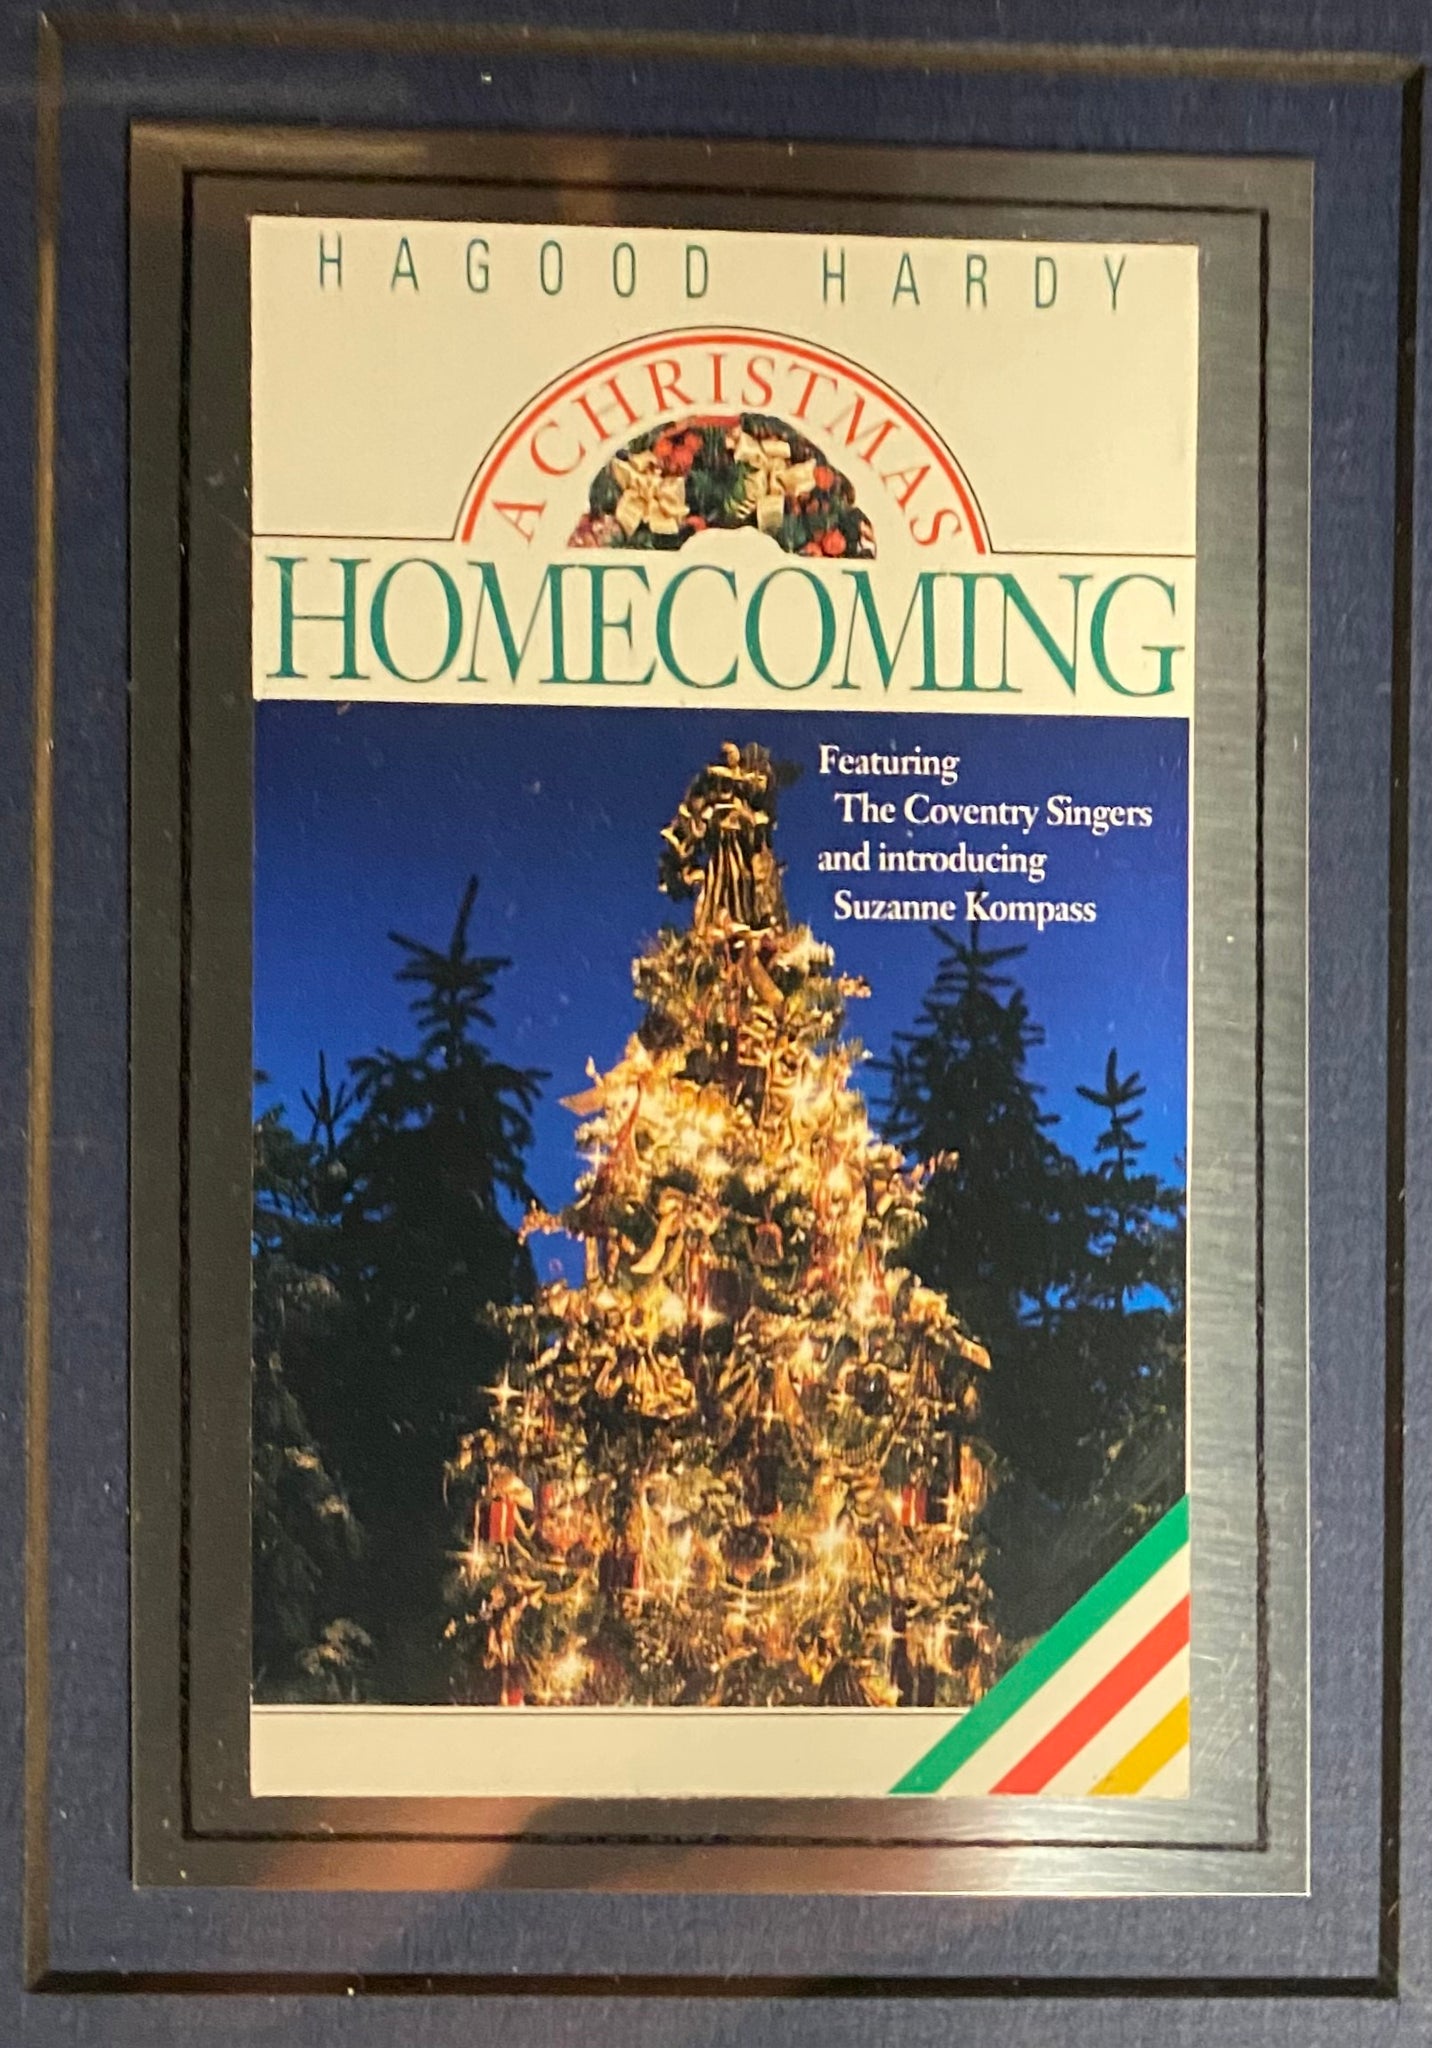 HAGOOD HARDY
A CHRISTMAS
HOMECOMING
Featuring
The Coventry Singers
and introducing
Suzanne Kompass